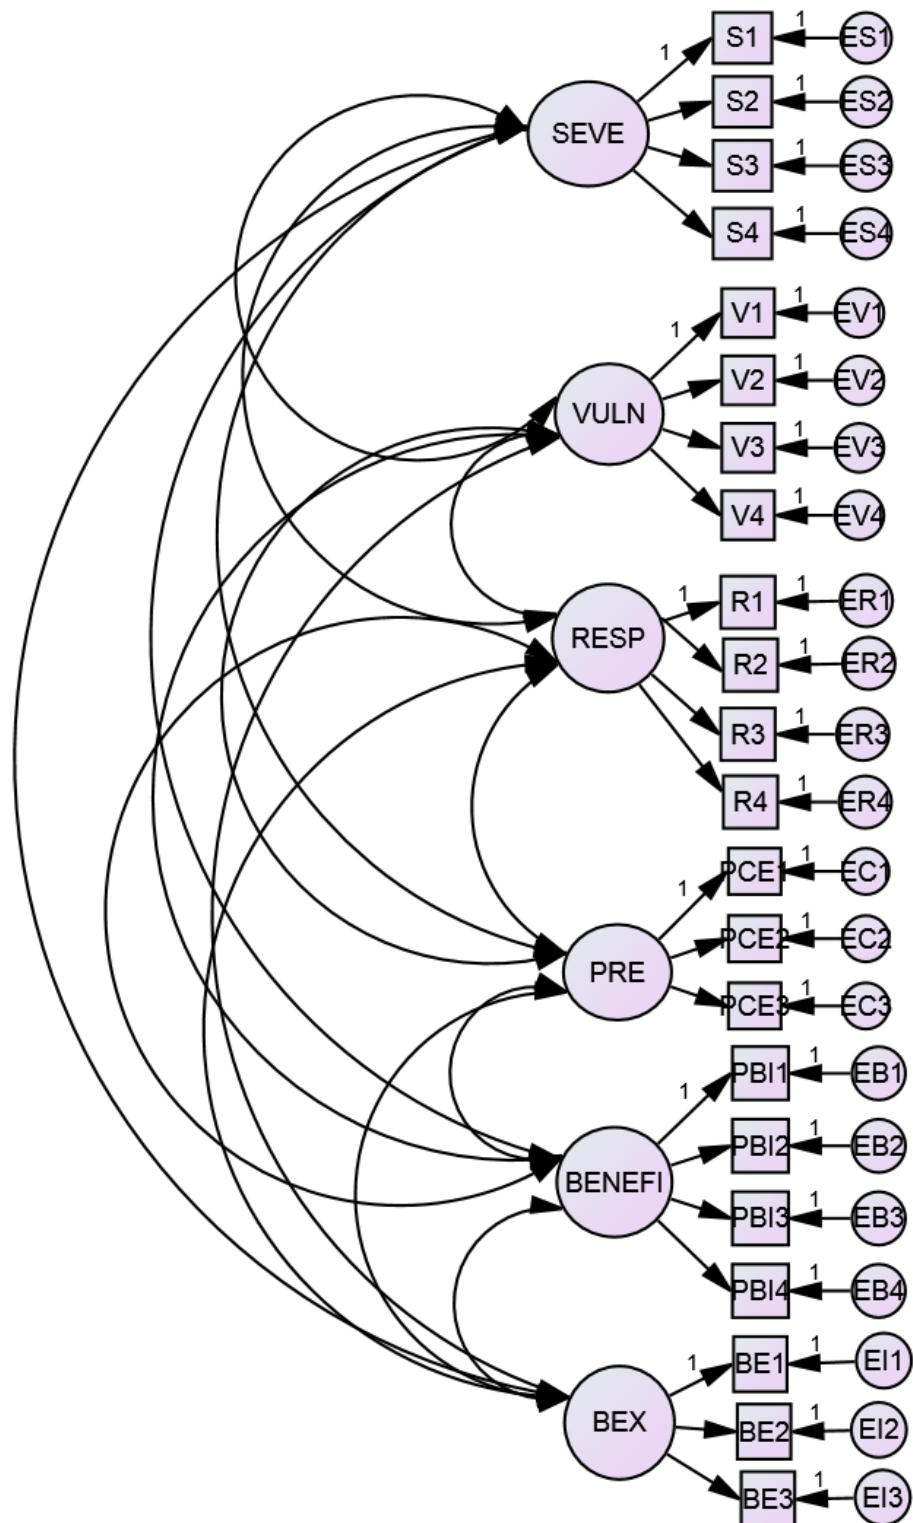 S1 1 ES1
1
S2 1 ES2
SEVE
S3 1 ES3
S4 1 ES4
V1 1 EV1
1
V2 1 EV2
VULN
V3 1 EV3
V4 1 EV4
1 R1 1 ER1
RESP
R2 1 ER2
R3 1 ER3
R4 1 ER4
PCE1 1 EC1
1
PCE2 1 EC2
PRE
PCE3 1 EC3
PBI1 1 EB1
1
PBI2 1 EB2
BENEFI
PBI3 1 EB3
PBI4 1 EB4
1 BE1 1 EI1
BEX
BE2 1 EI2
BE3 1 EI3